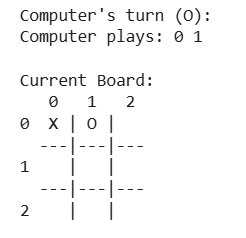 Computer's turn (O):
Computer plays: 0 1

Current Board:
    0   1   2
0   X | O |
   ---|---|---
1     |   |
   ---|---|---
2     |   |